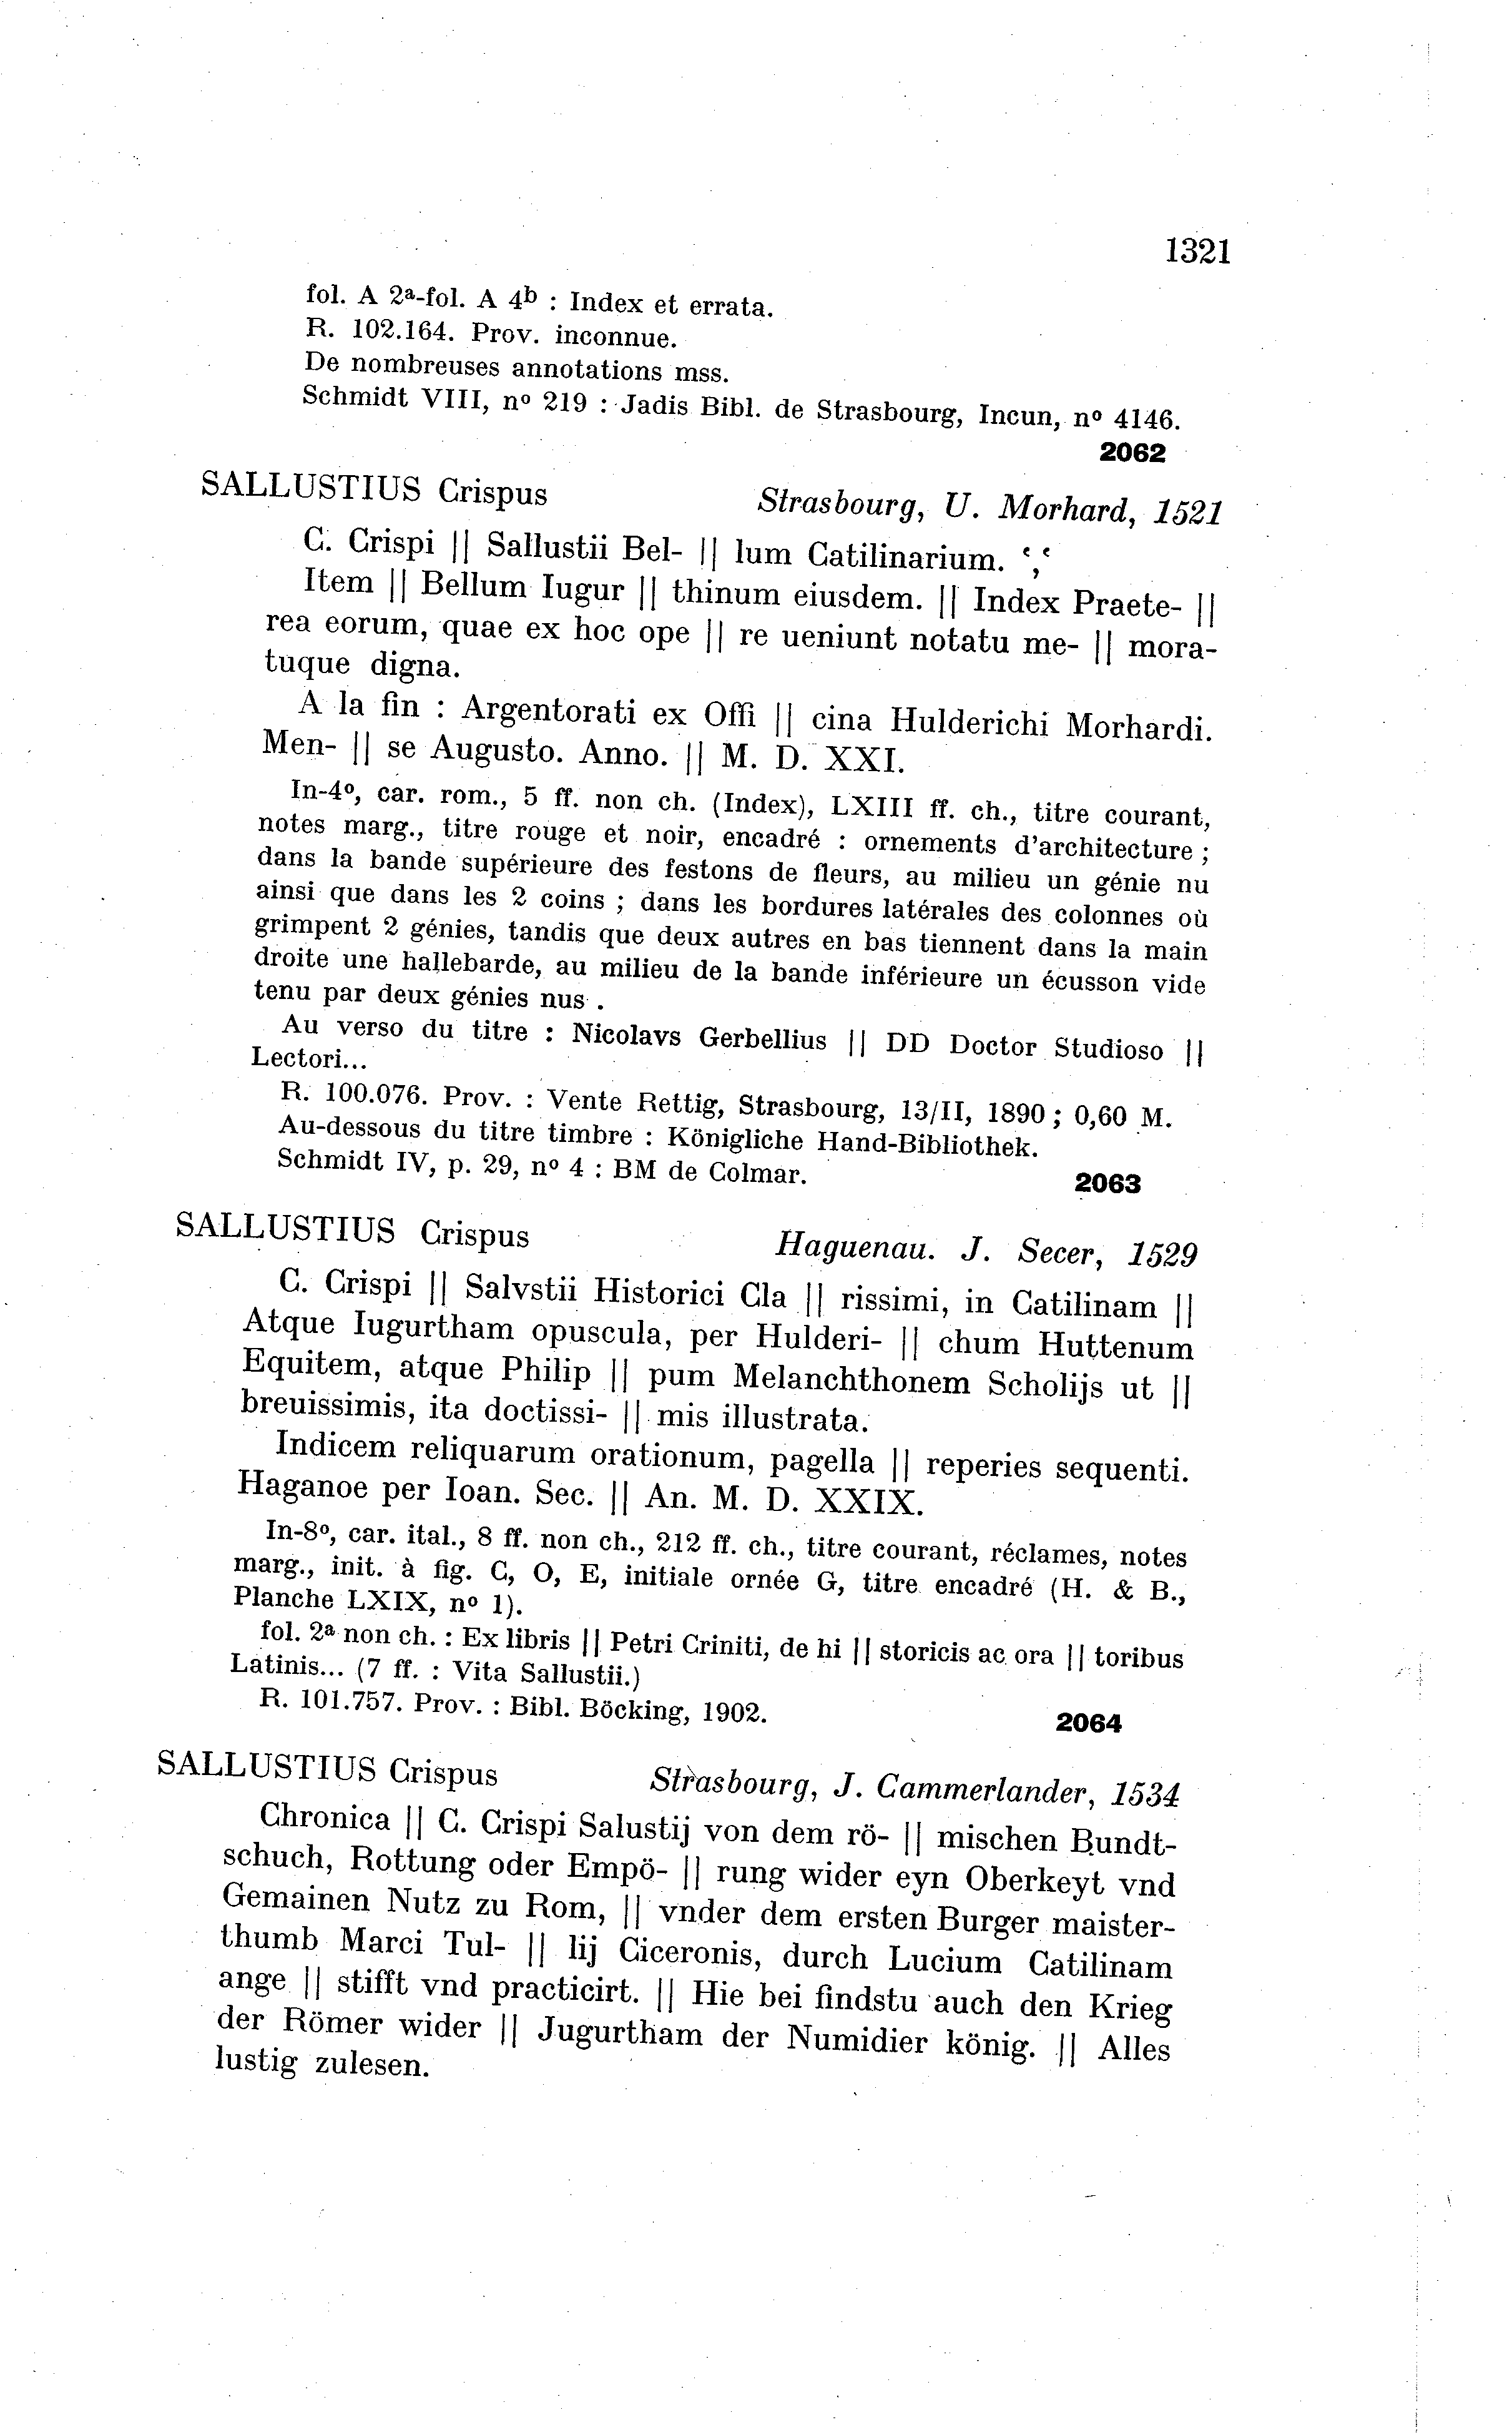 1321
fol. A 2ª-fol. A 4ᵇ : Index et errata.
R. 102.164. Prov. inconnue.
De nombreuses annotations mss.
Schmidt VIII, nº 219 : Jadis Bibl. de Strasbourg, Incun, nº 4146.
2062
SALLUSTIUS Crispus Strasbourg, U. Morhard, 1521
C. Crispi || Sallustii Bel- || lum Catilinarium. ‘,‘
Item || Bellum Iugur || thinum eiusdem. || Index Praete- ||
rea eorum, quae ex hoc ope || re ueniunt notatu me- || mora-
tuque digna.
A la fin : Argentorati ex Offi || cina Hulderichi Morhardi.
Men- || se Augusto. Anno. || M. D. XXI.
In-4º, car. rom., 5 ff. non ch. (Index), LXIII ff. ch., titre courant,
notes marg., titre rouge et noir, encadré : ornements d'architecture ;
dans la bande supérieure des festons de fleurs, au milieu un génie nu
ainsi que dans les 2 coins ; dans les bordures latérales des colonnes où
grimpent 2 génies, tandis que deux autres en bas tiennent dans la main
droite une hallebarde, au milieu de la bande inférieure un écusson vide
tenu par deux génies nus .
Au verso du titre : Nicolavs Gerbellius || DD Doctor Studioso ||
Lectori...
R. 100.076. Prov. : Vente Rettig, Strasbourg, 13/II, 1890 ; 0,60 M.
Au-dessous du titre timbre : Königliche Hand-Bibliothek.
Schmidt IV, p. 29, nº 4 : BM de Colmar.
2063
SALLUSTIUS Crispus Haguenau. J. Secer, 1529
C. Crispi || Salvstii Historici Cla || rissimi, in Catilinam ||
Atque Iugurtham opuscula, per Hulderi- || chum Huttenum
Equitem, atque Philip || pum Melanchthonem Scholijs ut ||
breuissimis, ita doctissi- || mis illustrata.
Indicem reliquarum orationum, pagella || reperies sequenti.
Haganoe per Ioan. Sec. || An. M. D. XXIX.
In-8º, car. ital., 8 ff. non ch., 212 ff. ch., titre courant, réclames, notes
marg., init. à fig. C, O, E, initiale ornée G, titre encadré (H. & B.,
Planche LXIX, nº 1).
fol. 2ª non ch. : Ex libris || Petri Criniti, de hi || storicis ac ora || toribus
Latinis... (7 ff. : Vita Sallustii.)
R. 101.757. Prov. : Bibl. Böcking, 1902.
2064
SALLUSTIUS Crispus Strasbourg, J. Cammerlander, 1534
Chronica || C. Crispi Salustij von dem rö- || mischen Bundt-
schuch, Rottung oder Empö- || rung wider eyn Oberkeyt vnd
Gemainen Nutz zu Rom, || vnder dem ersten Burger maister-
thumb Marci Tul- || lij Ciceronis, durch Lucium Catilinam
ange || stifft vnd practicirt. || Hie bei findstu auch den Krieg
der Römer wider || Jugurtham der Numidier könig. || Alles
lustig zulesen.